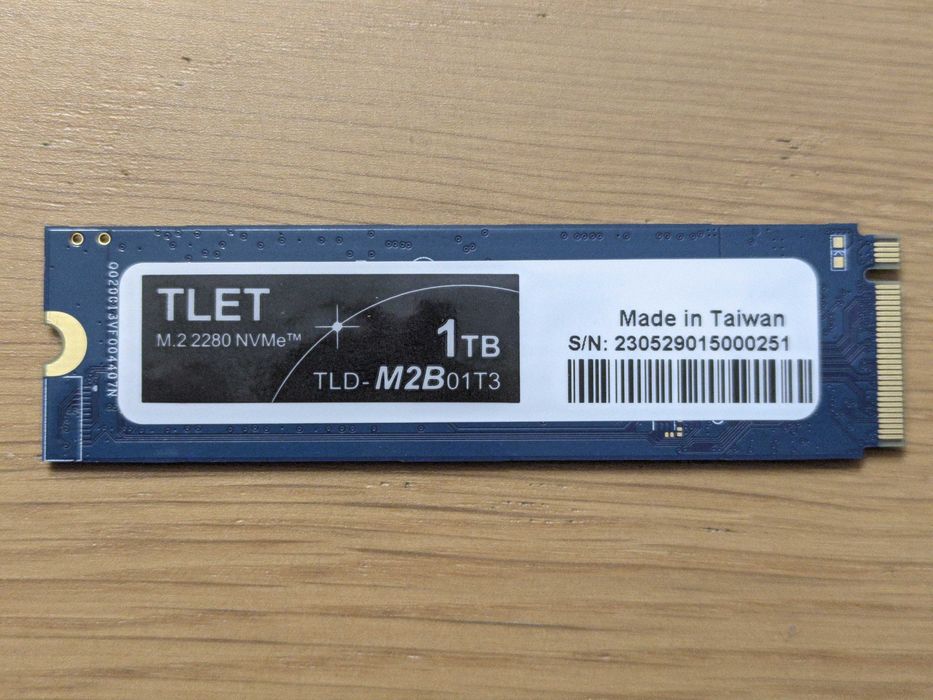 TLET
M.2 2280 NVMe™
1TB
TLD-M2B01T3
Made in Taiwan
S/N: 230529015000251